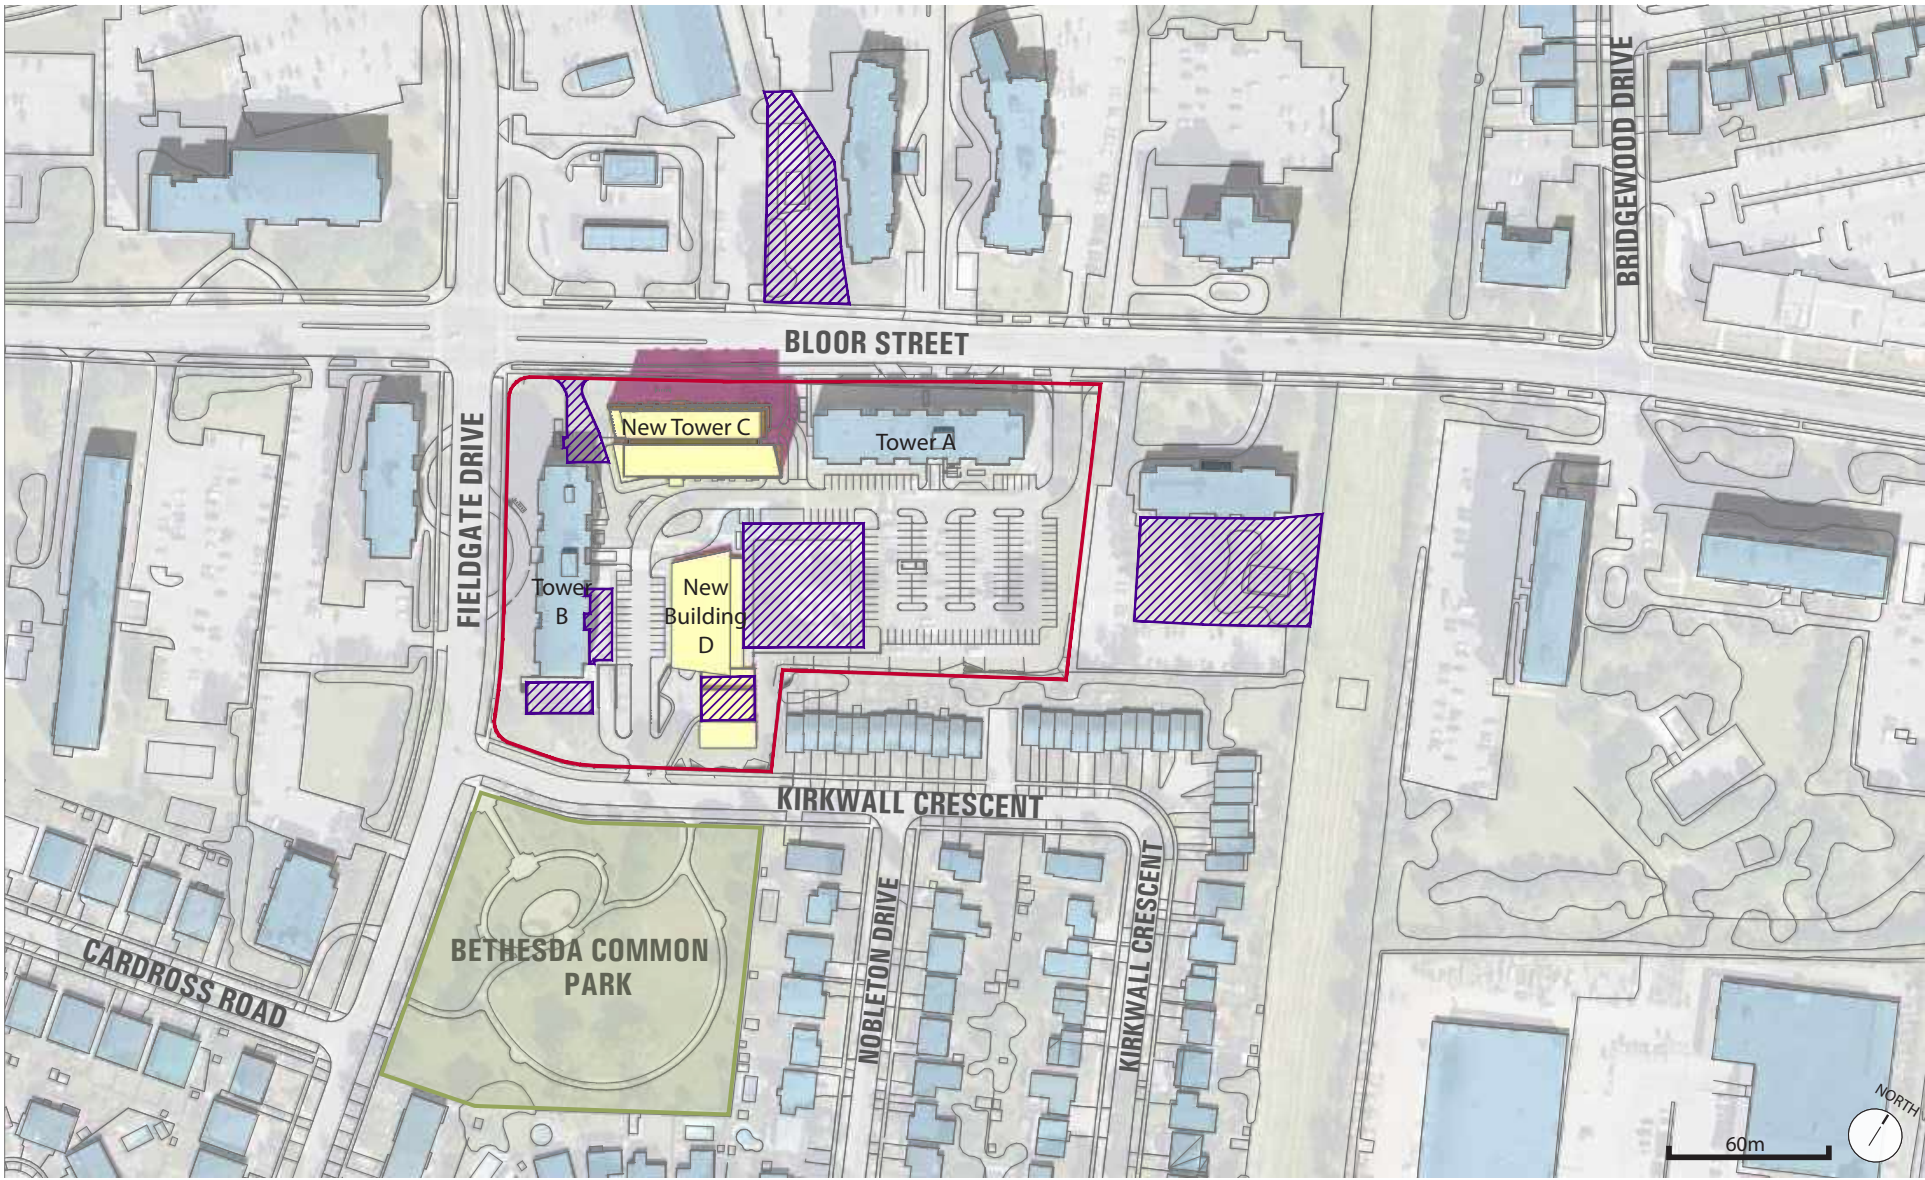 BRIDGEWOOD DRIVE
BLOOR STREET
FIELDGATE DRIVE
New Tower C
Tower A
Tower
B
New
Building
D
KIRKWALL CRESCENT
BETHESDA COMMON
PARK
NOBLETON DRIVE
KIRKWALL CRESCENT
CARDROSS ROAD
NORTH
60m